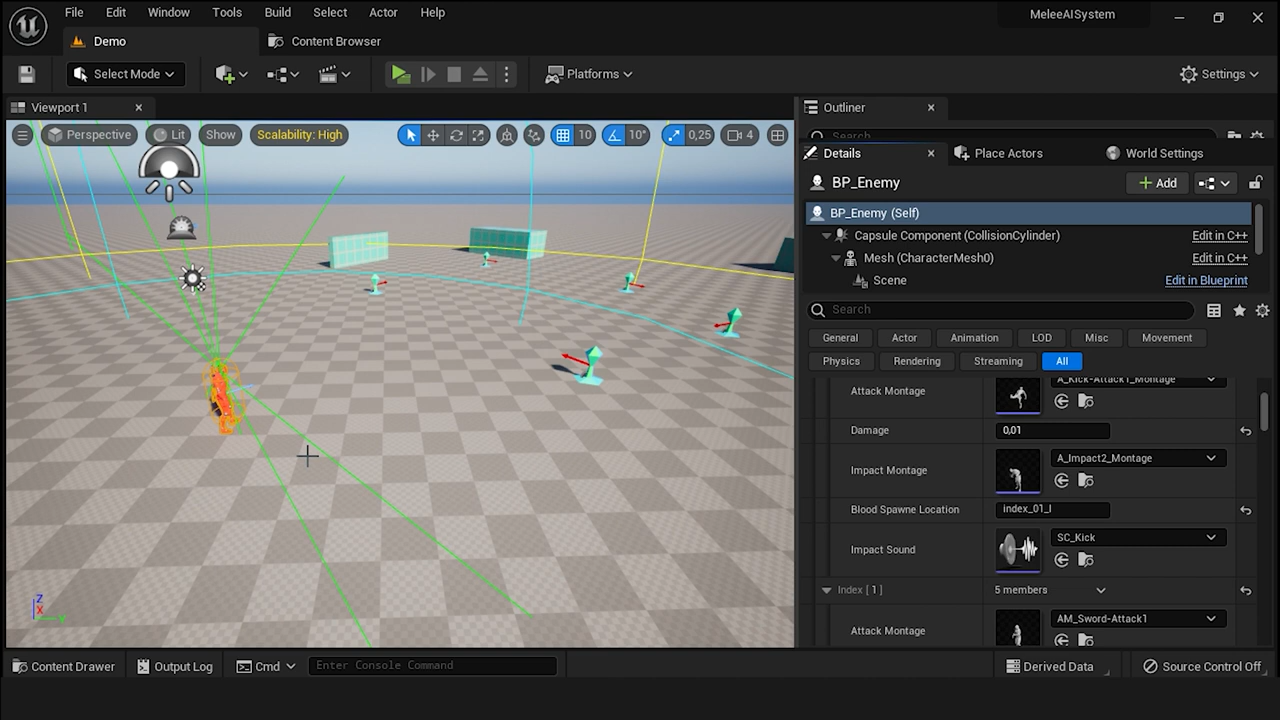 File Edit Window Tools Build Select Actor Help
MeleeAISystem
Demo
Content Browser
Select Mode
Platforms
Settings
Viewport 1
Perspective
Lit
Show
Scalability: High
10
10°
0,25
4
Outliner
Search
Details
Place Actors
World Settings
BP_Enemy
Add
BP_Enemy (Self)
Capsule Component (CollisionCylinder)
Edit in C++
Mesh (CharacterMesh0)
Edit in C++
Scene
Edit in Blueprint
Search
General Actor Animation LOD Misc Movement
Physics Rendering Streaming All
Attack Montage
A_Kick-Attack1_Montage
Damage
0,01
Impact Montage
A_Impact2_Montage
Blood Spawne Location
index_01_l
Impact Sound
SC_Kick
Index [ 1 ]
5 members
Attack Montage
AM_Sword-Attack1
Z
X
Y
Content Drawer
Output Log
Cmd
Enter Console Command
Derived Data
Source Control Off